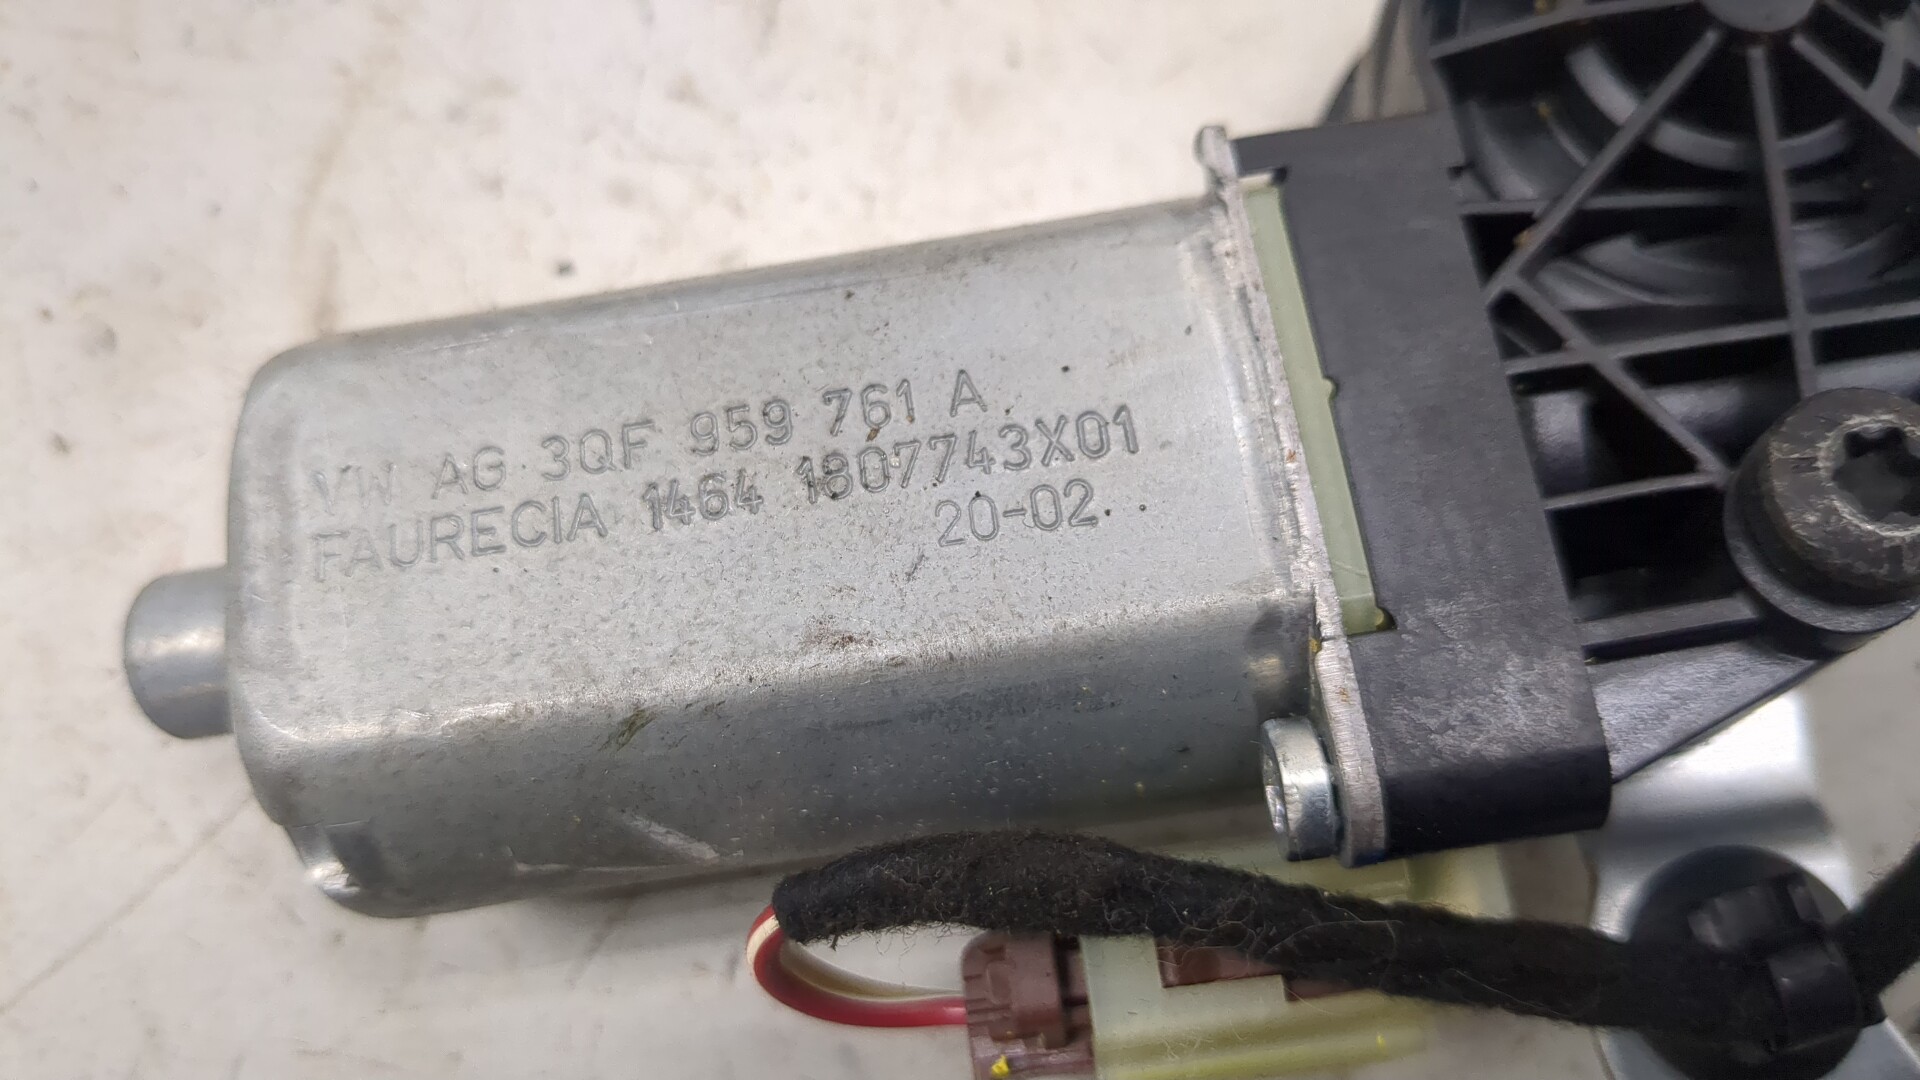 VW AG 3QF 959 761 A
FAURECIA 1464 1807743X01
20-02